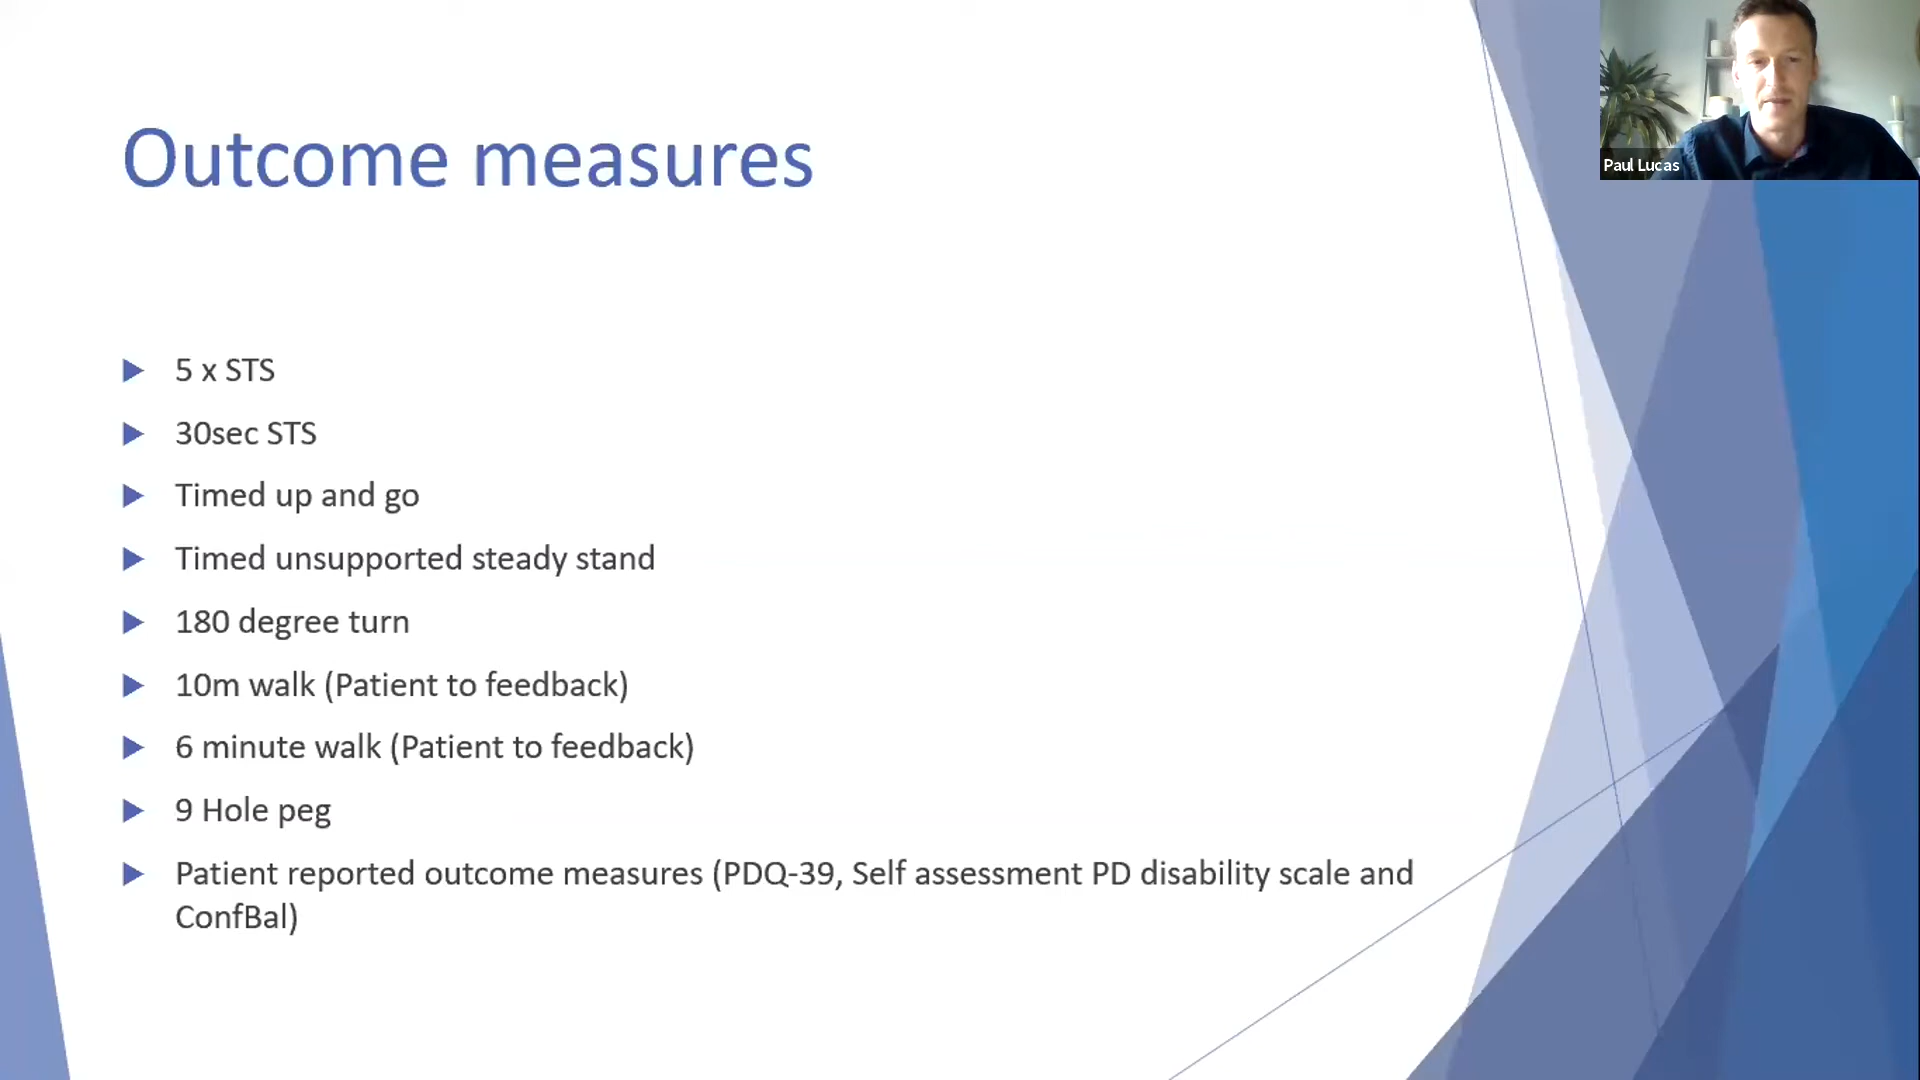 Paul Lucas
Outcome measures
5 x STS
30sec STS
Timed up and go
Timed unsupported steady stand
180 degree turn
10m walk (Patient to feedback)
6 minute walk (Patient to feedback)
9 Hole peg
Patient reported outcome measures (PDQ-39, Self assessment PD disability scale and
ConfBal)